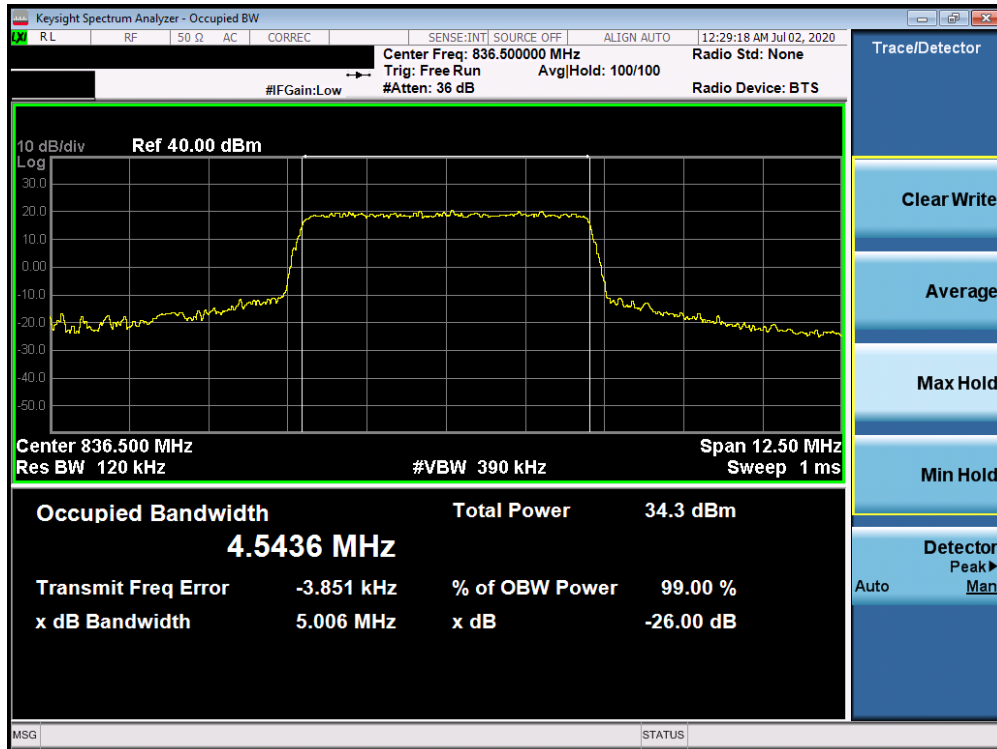 Keysight Spectrum Analyzer - Occupied BW
LXI RL RF 50 Ω AC CORREC SENSE:INT SOURCE OFF ALIGN AUTO 12:29:18 AM Jul 02, 2020
Center Freq: 836.500000 MHz Radio Std: None
Trig: Free Run Avg|Hold: 100/100
#IFGain:Low #Atten: 36 dB Radio Device: BTS
10 dB/div Ref 40.00 dBm
Log
30.0
20.0
10.0
0.00
-10.0
-20.0
-30.0
-40.0
-50.0
Center 836.500 MHz Span 12.50 MHz
Res BW 120 kHz #VBW 390 kHz Sweep 1 ms
Occupied Bandwidth Total Power 34.3 dBm
4.5436 MHz
Transmit Freq Error -3.851 kHz % of OBW Power 99.00 %
x dB Bandwidth 5.006 MHz x dB -26.00 dB
MSG STATUS
Trace/Detector
Clear Write
Average
Max Hold
Min Hold
Detector
Peak▶
Auto Man